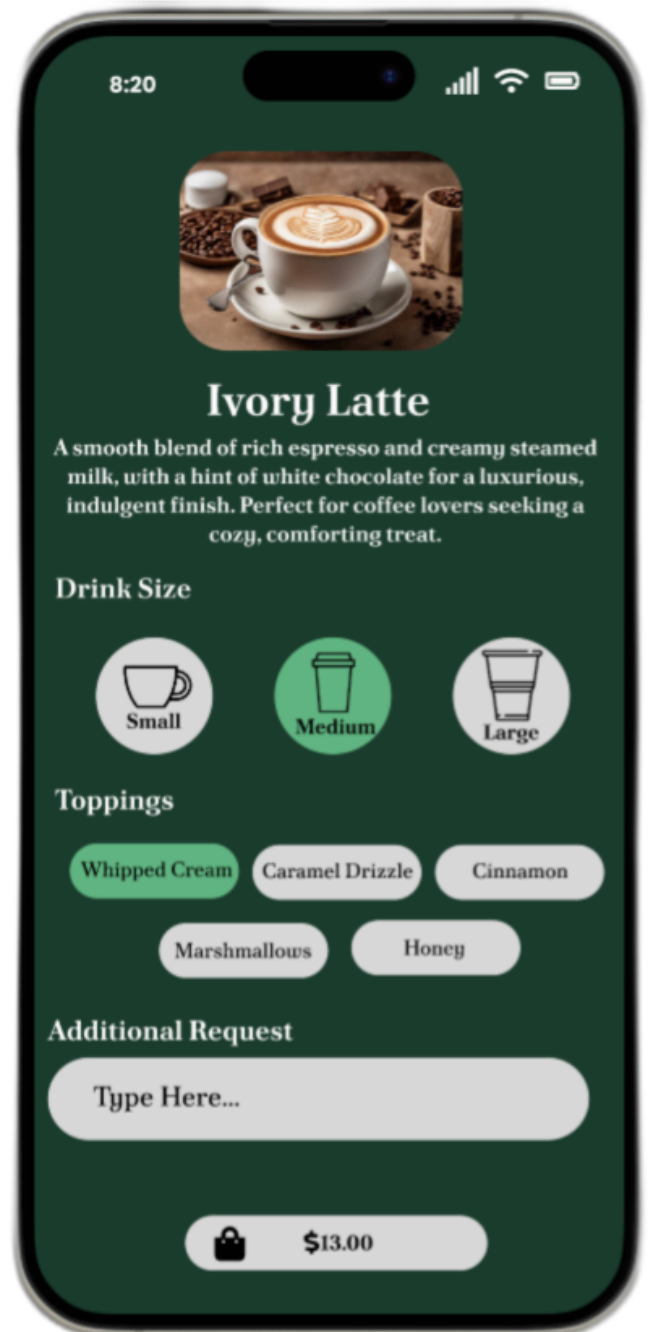 8:20
Ivory Latte
A smooth blend of rich espresso and creamy steamed
milk, with a hint of white chocolate for a luxurious,
indulgent finish. Perfect for coffee lovers seeking a
cozy, comforting treat.
Drink Size
Small
Medium
Large
Toppings
Whipped Cream
Caramel Drizzle
Cinnamon
Marshmallows
Honey
Additional Request
Type Here...
$13.00